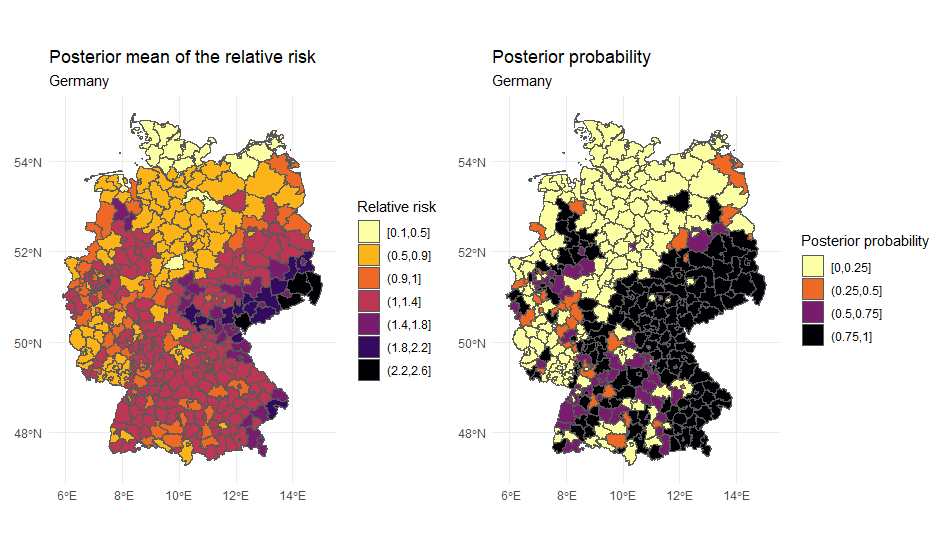 Posterior mean of the relative risk
Germany
54°N
52°N
50°N
48°N
6°E
8°E
10°E
12°E
14°E
Relative risk
[0.1,0.5]
(0.5,0.9]
(0.9,1]
(1,1.4]
(1.4,1.8]
(1.8,2.2]
(2.2,2.6]
Posterior probability
Germany
54°N
52°N
50°N
48°N
6°E
8°E
10°E
12°E
14°E
Posterior probability
[0,0.25]
(0.25,0.5]
(0.5,0.75]
(0.75,1]